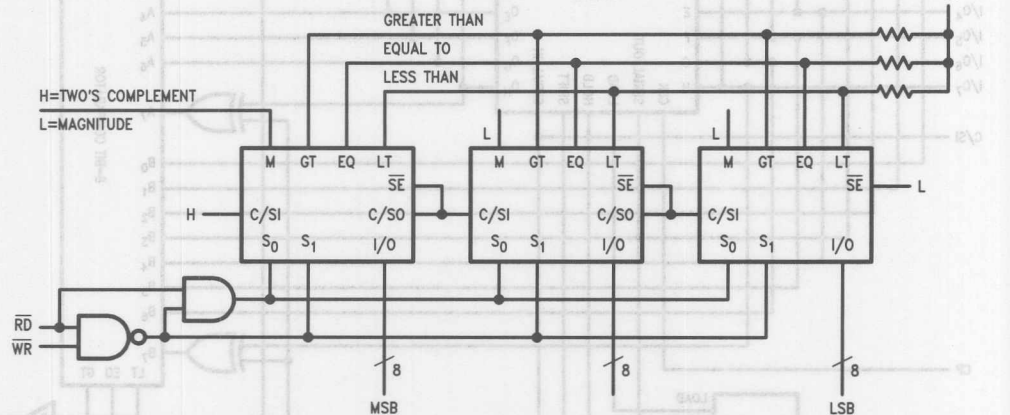 GREATER THAN
EQUAL TO
LESS THAN
H=TWO'S COMPLEMENT
L=MAGNITUDE
L
L
M GT EQ LT
M GT EQ LT
M GT EQ LT
SE
SE
SE
L
H
C/SI C/SO
C/SI C/SO
C/SI
S0 S1 I/O
S0 S1 I/O
S0 S1 I/O
RD
WR
8
8
8
MSB
LSB